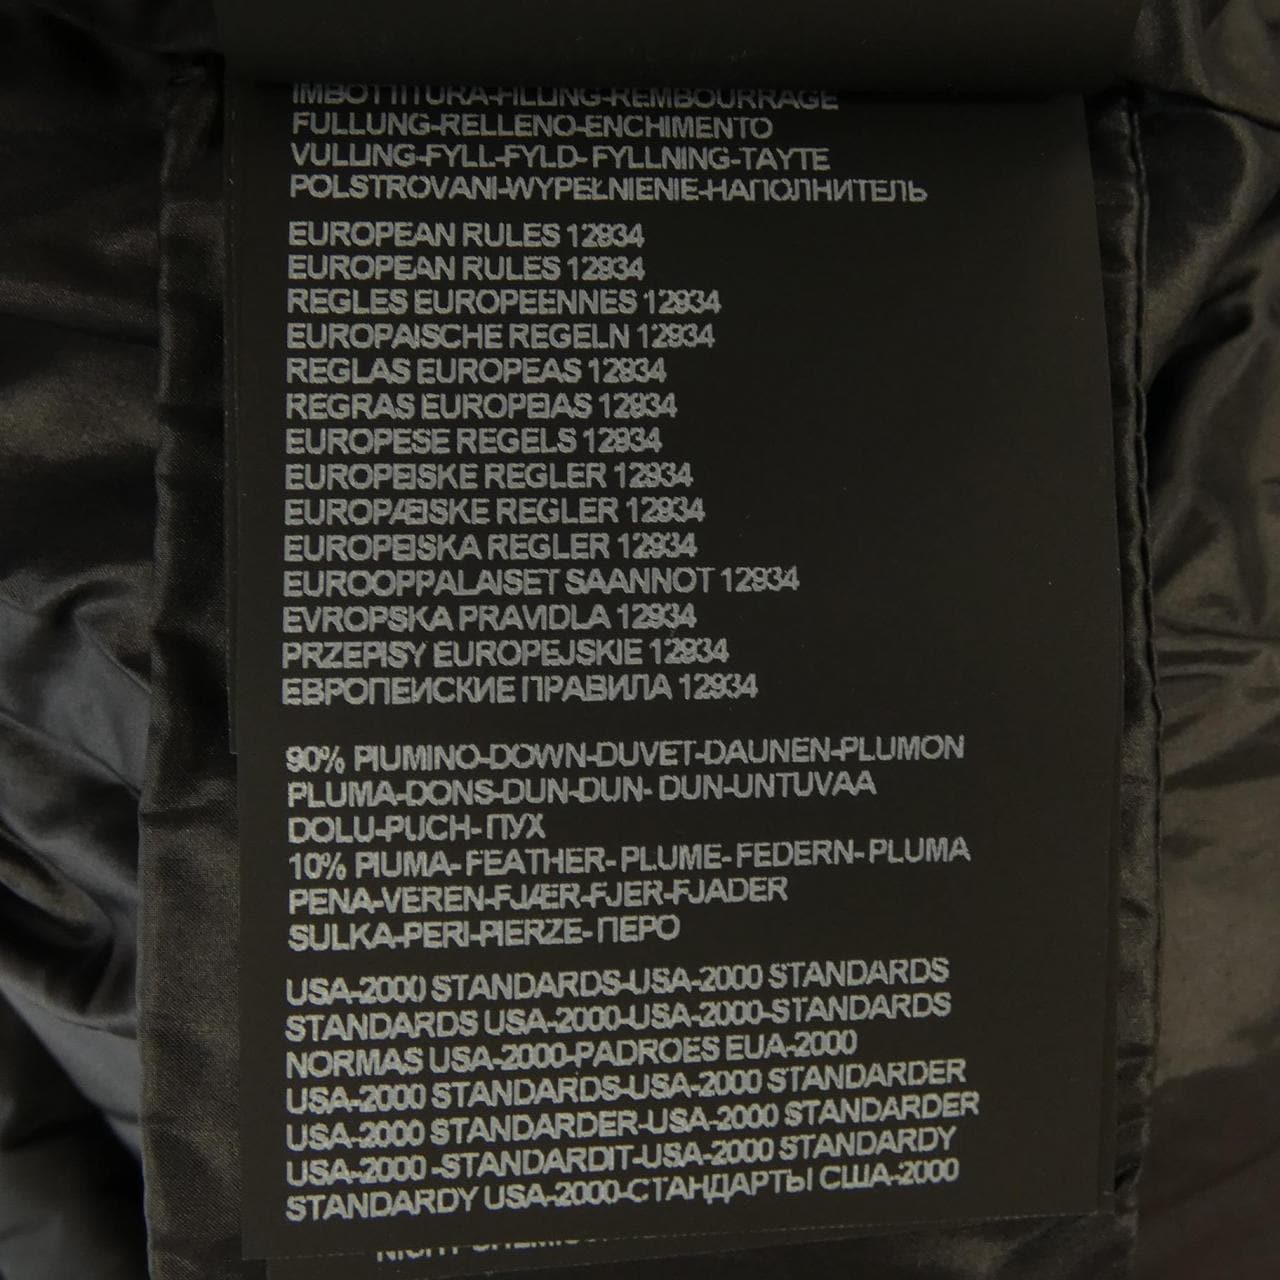 IMBOTTITURA-FILLING-REMBOURRAGE
FULLUNG-RELLENO-ENCHIMENTO
VULLING-FYLL-FYLD- FYLLNING-TAYTE
POLSTROVANI-WYPEŁNIENIE-НАПОЛНИТЕЛЬ
EUROPEAN RULES 12934
EUROPEAN RULES 12934
REGLES EUROPEENNES 12934
EUROPAISCHE REGELN 12934
REGLAS EUROPEAS 12934
REGRAS EUROPEIAS 12934
EUROPESE REGELS 12934
EUROPEISKE REGLER 12934
EUROPÆISKE REGLER 12934
EUROPEISKA REGLER 12934
EUROOPPALAISET SAANNOT 12934
EVROPSKA PRAVIDLA 12934
PRZEPISY EUROPEJSKIE 12934
ЕВРОПЕИСКИЕ ПРАВИЛА 12934
90% PIUMINO-DOWN-DUVET-DAUNEN-PLUMON
PLUMA-DONS-DUN-DUN- DUN-UNTUVAA
DOLU-PUCH- ПУХ
10% PIUMA- FEATHER- PLUME- FEDERN- PLUMA
PENA-VEREN-FJÆR-FJER-FJADER
SULKA-PERI-PIERZE- ПЕРО
USA-2000 STANDARDS-USA-2000 STANDARDS
STANDARDS USA-2000-USA-2000-STANDARDS
NORMAS USA-2000-PADROES EUA-2000
USA-2000 STANDARDS-USA-2000 STANDARDER
USA-2000 STANDARDER-USA-2000 STANDARDER
USA-2000 -STANDARDIT-USA-2000 STANDARDY
STANDARDY USA-2000-СТАНДАРТЫ США-2000